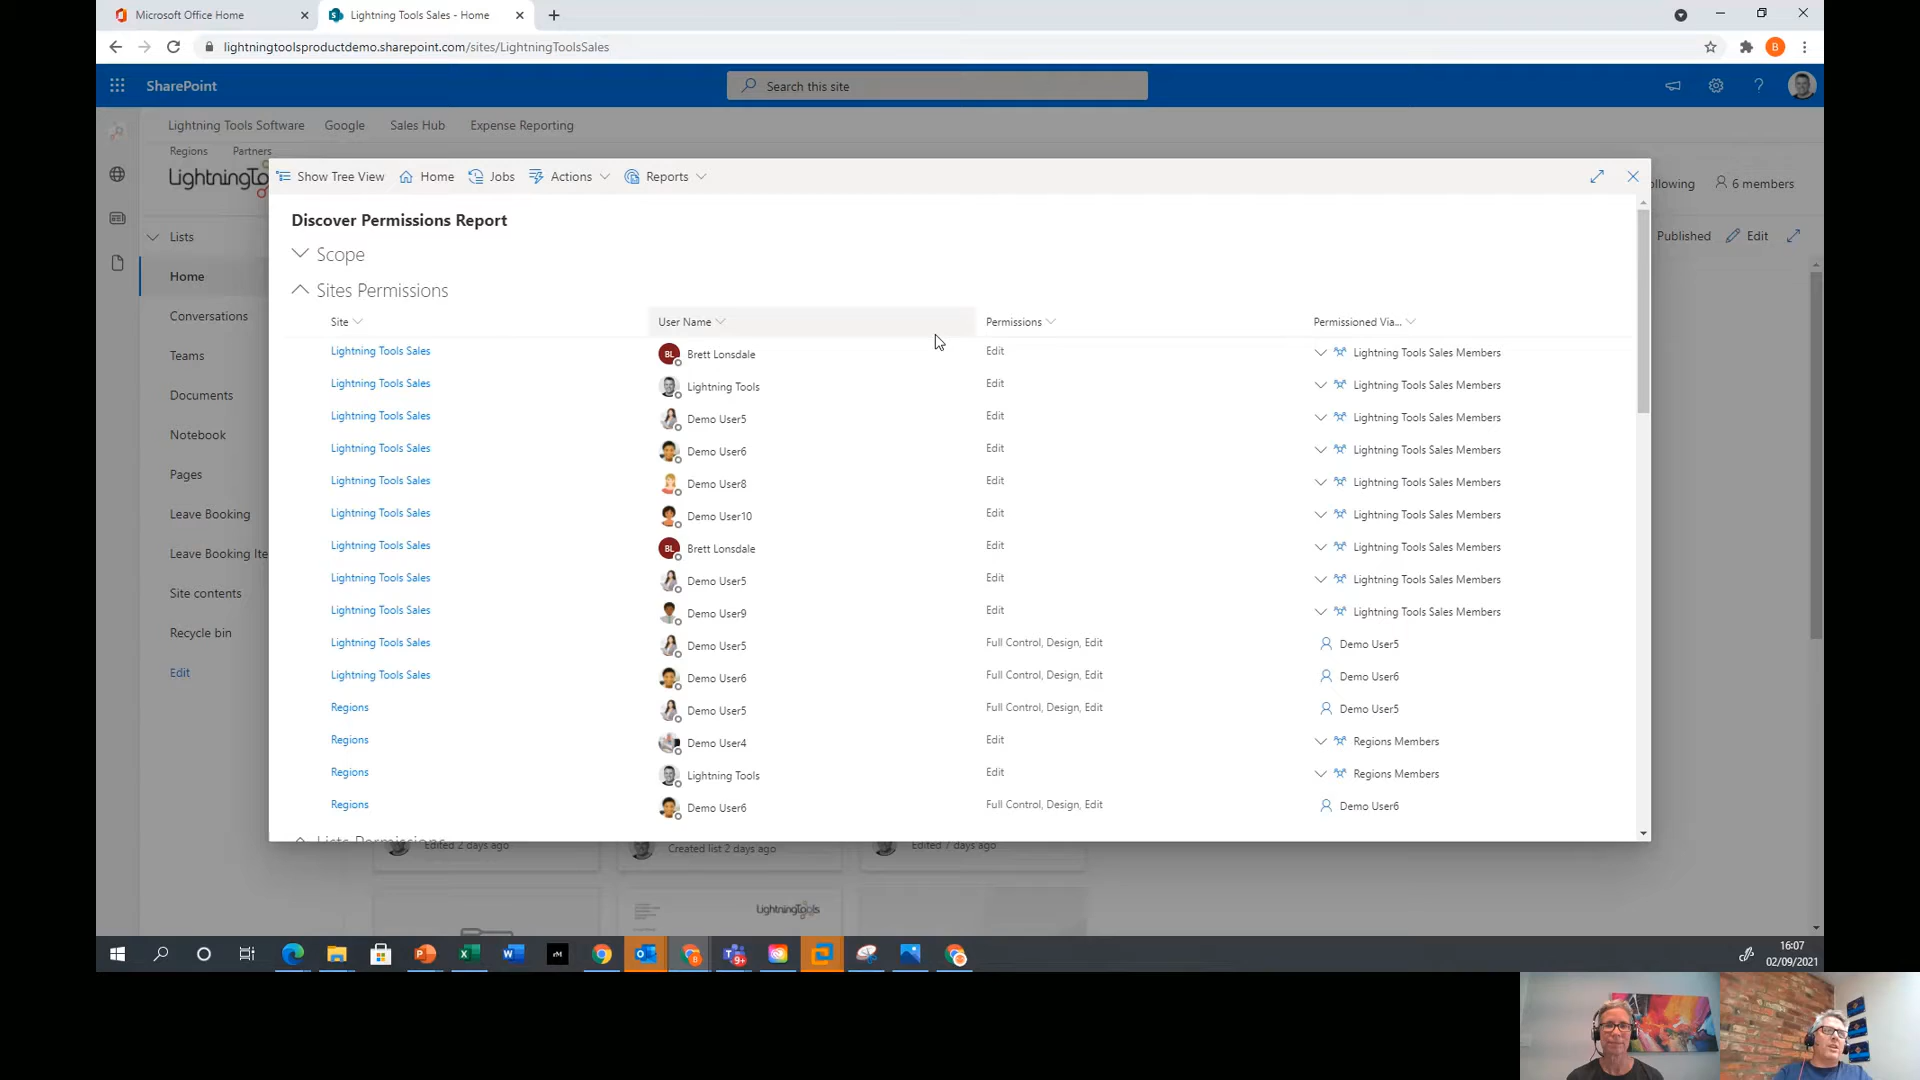 Microsoft Office Home
Lightning Tools Sales - Home
lightningtoolsproductdemo.sharepoint.com/sites/LightningToolsSales
B
SharePoint
Search this site
Lightning Tools Software Google Sales Hub Expense Reporting
Regions Partners
LightningTo
ollowing 6 members
Show Tree View Home Jobs Actions Reports
Published Edit
Lists
Home
Conversations
Teams
Documents
Notebook
Pages
Leave Booking
Leave Booking Ite
Site contents
Recycle bin
Edit
Discover Permissions Report
Scope
Sites Permissions
Site User Name Permissions Permissioned Via...
Lightning Tools Sales BL Brett Lonsdale Edit Lightning Tools Sales Members
Lightning Tools Sales Lightning Tools Edit Lightning Tools Sales Members
Lightning Tools Sales Demo User5 Edit Lightning Tools Sales Members
Lightning Tools Sales Demo User6 Edit Lightning Tools Sales Members
Lightning Tools Sales Demo User8 Edit Lightning Tools Sales Members
Lightning Tools Sales Demo User10 Edit Lightning Tools Sales Members
Lightning Tools Sales BL Brett Lonsdale Edit Lightning Tools Sales Members
Lightning Tools Sales Demo User5 Edit Lightning Tools Sales Members
Lightning Tools Sales Demo User9 Edit Lightning Tools Sales Members
Lightning Tools Sales Demo User5 Full Control, Design, Edit Demo User5
Lightning Tools Sales Demo User6 Full Control, Design, Edit Demo User6
Regions Demo User5 Full Control, Design, Edit Demo User5
Regions Demo User4 Edit Regions Members
Regions Lightning Tools Edit Regions Members
Regions Demo User6 Full Control, Design, Edit Demo User6
Lists Permissions
Edited 2 days ago Created list 2 days ago Edited 7 days ago
LightningTools
16:07
02/09/2021